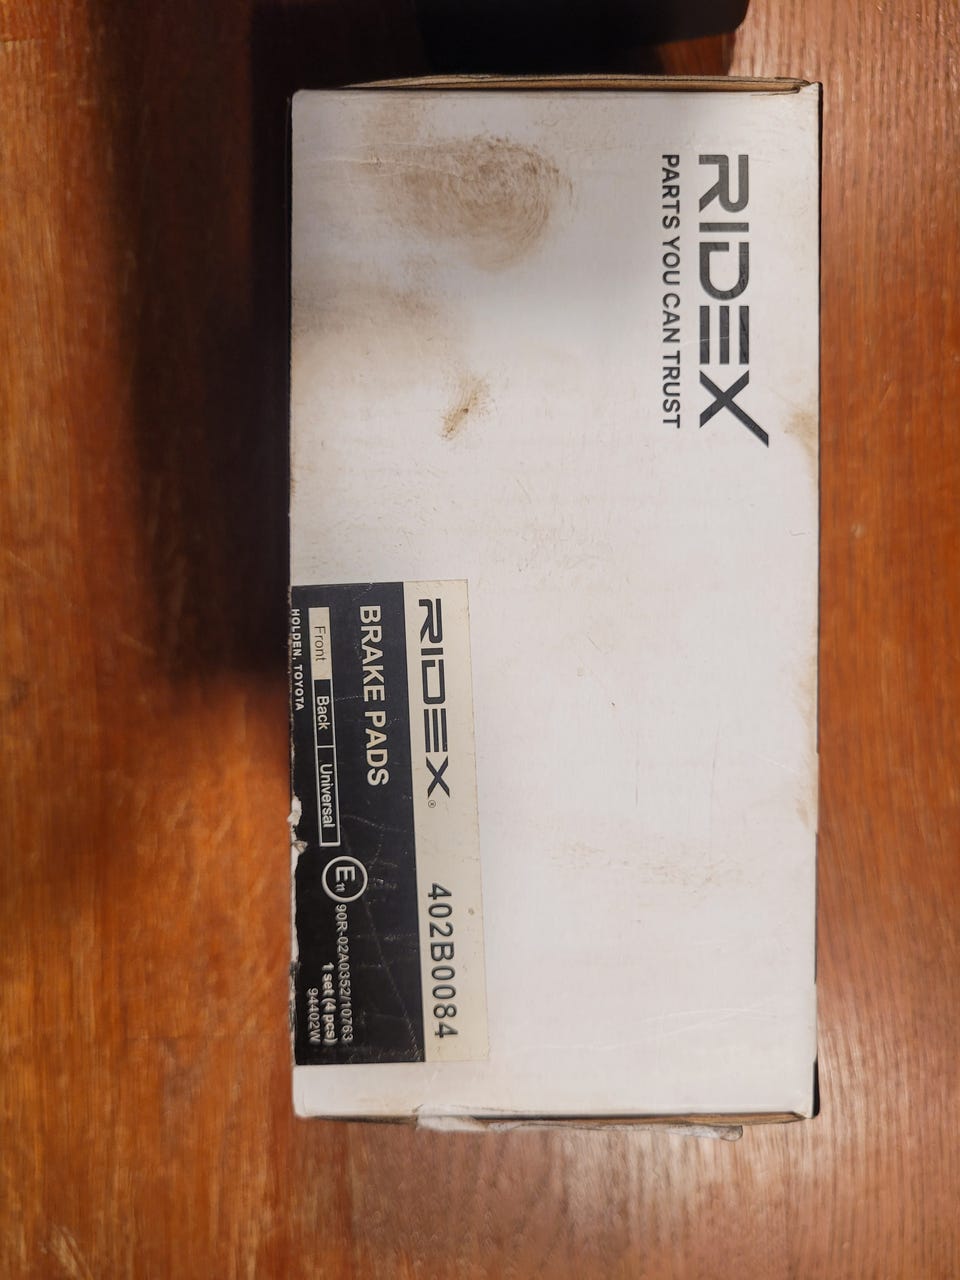 RIDEX
PARTS YOU CAN TRUST
RIDEX® 402B0084
BRAKE PADS
Front Back Universal
E11 90R-02A0352/10763
1 set (4 pcs)
94402W
HOLDEN, TOYOTA